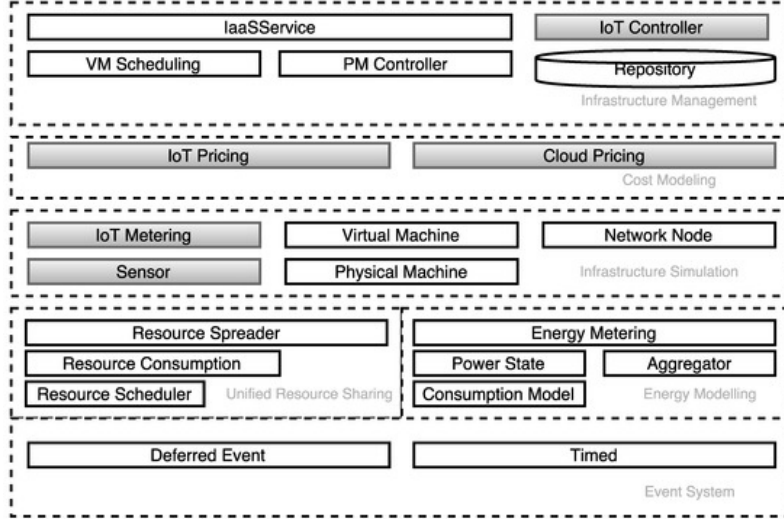 IaaSService
IoT Controller
VM Scheduling
PM Controller
Repository
Infrastructure Management
IoT Pricing
Cloud Pricing
Cost Modeling
IoT Metering
Virtual Machine
Network Node
Sensor
Physical Machine
Infrastructure Simulation
Resource Spreader
Resource Consumption
Resource Scheduler
Unified Resource Sharing
Energy Metering
Power State
Aggregator
Consumption Model
Energy Modelling
Deferred Event
Timed
Event System